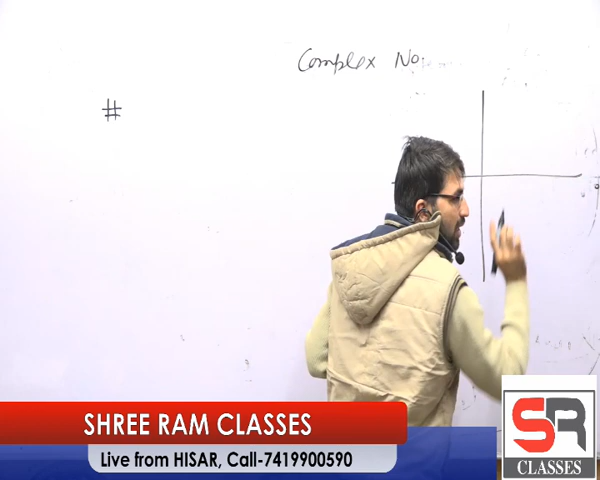 Complex No.
#
SHREE RAM CLASSES
Live from HISAR, Call-7419900590
SR
CLASSES